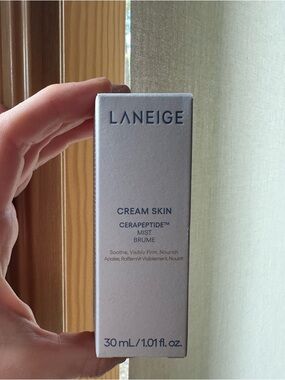 LANEIGE
CREAM SKIN
CERAPEPTIDE™
MIST
BRUME
Soothe, Visibly Firm, Nourish
Apaise, Raffermit Visiblement, Nourrit
30 mL / 1.01 fl. oz.